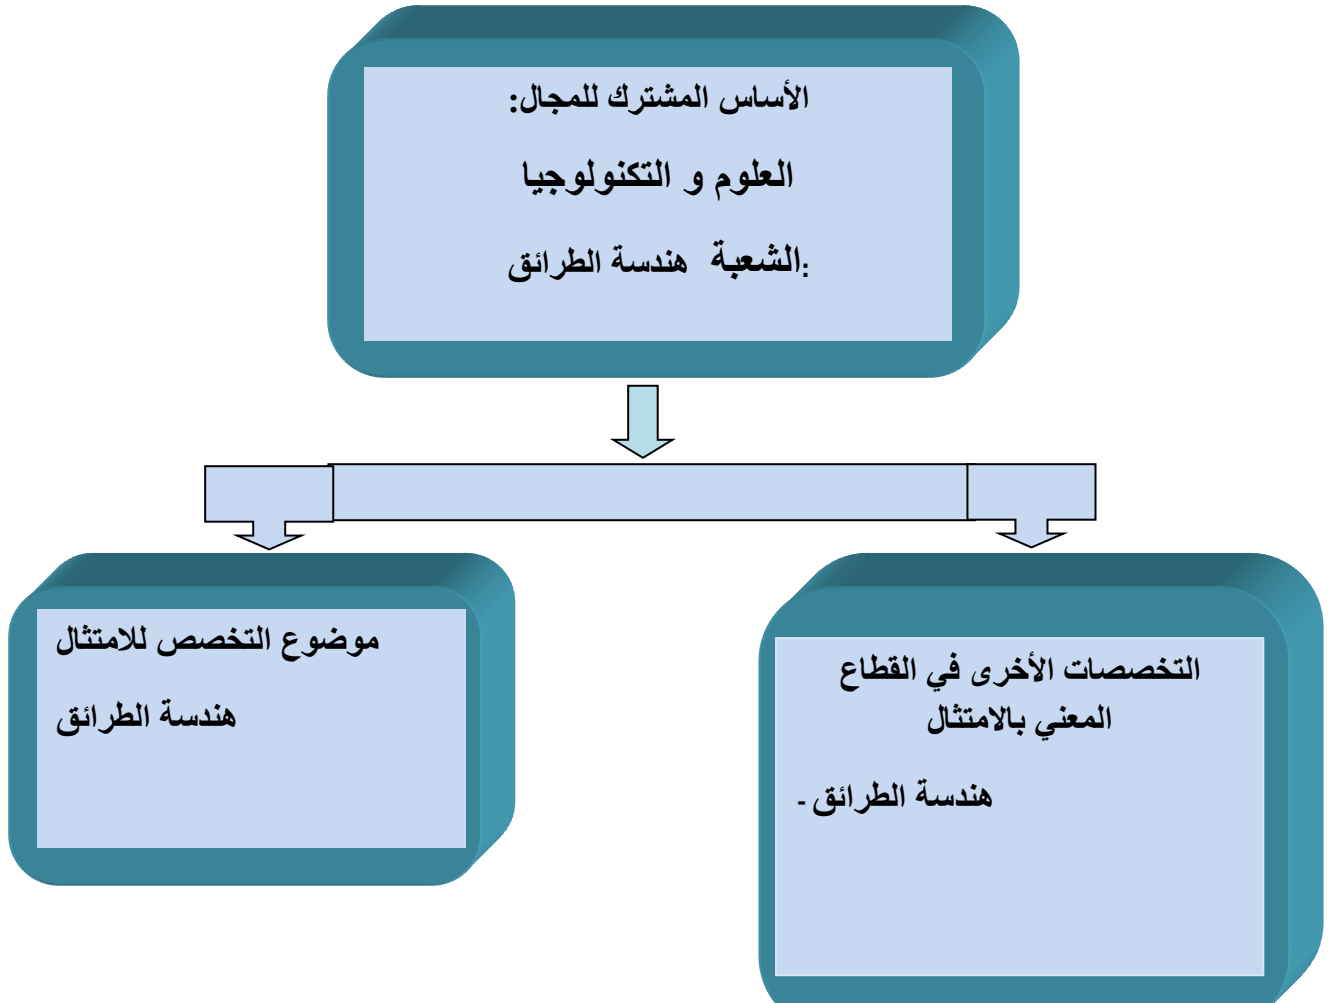 الأساس المشترك للمجال:
العلوم و التكنولوجيا
:الشعبة هندسة الطرائق
موضوع التخصص للامتثال
هندسة الطرائق
التخصصات الأخرى في القطاع
المعني بالامتثال
هندسة الطرائق -